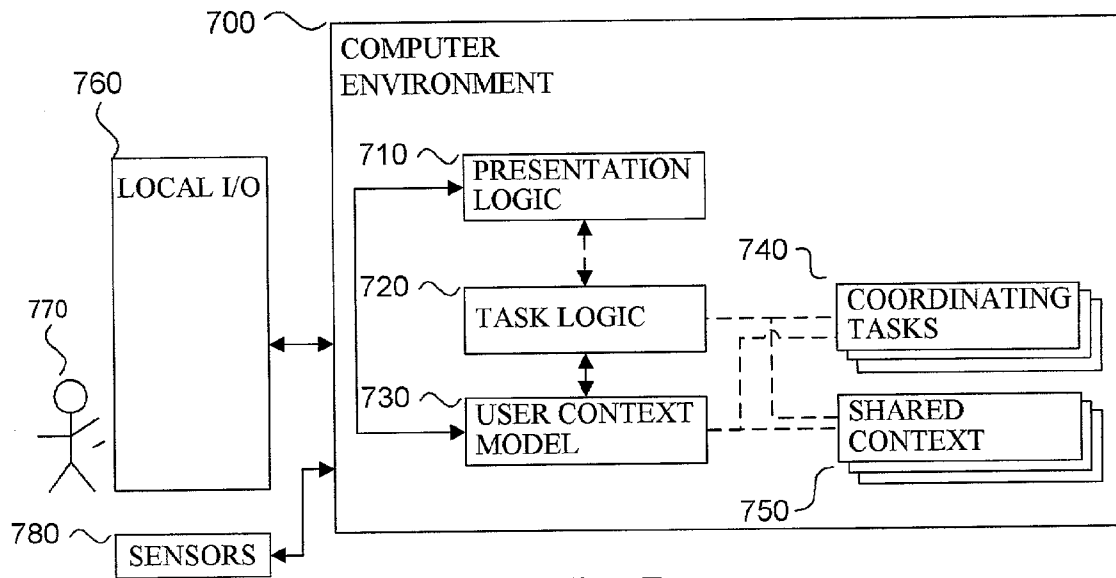 700
COMPUTER
ENVIRONMENT
760
LOCAL I/O
710
PRESENTATION
LOGIC
720
TASK LOGIC
740
COORDINATING
TASKS
770
730
USER CONTEXT
MODEL
SHARED
CONTEXT
750
780
SENSORS